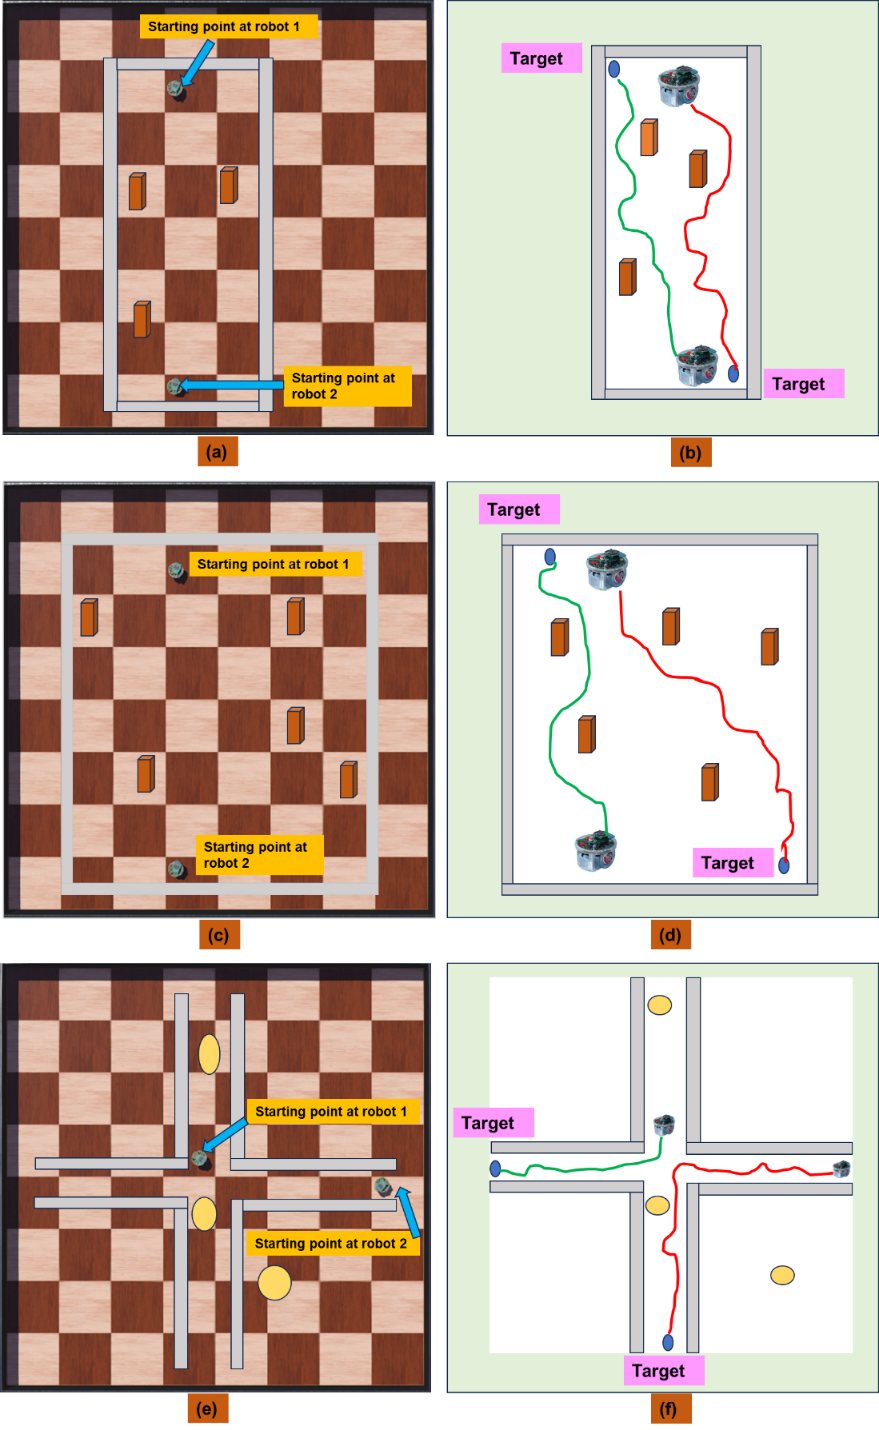 Starting point at robot 1
Target
Starting point at
robot 2
Target
(a)
(b)
Target
Starting point at robot 1
Starting point at
robot 2
Target
(c)
(d)
Starting point at robot 1
Target
Starting point at robot 2
Target
(e)
(f)